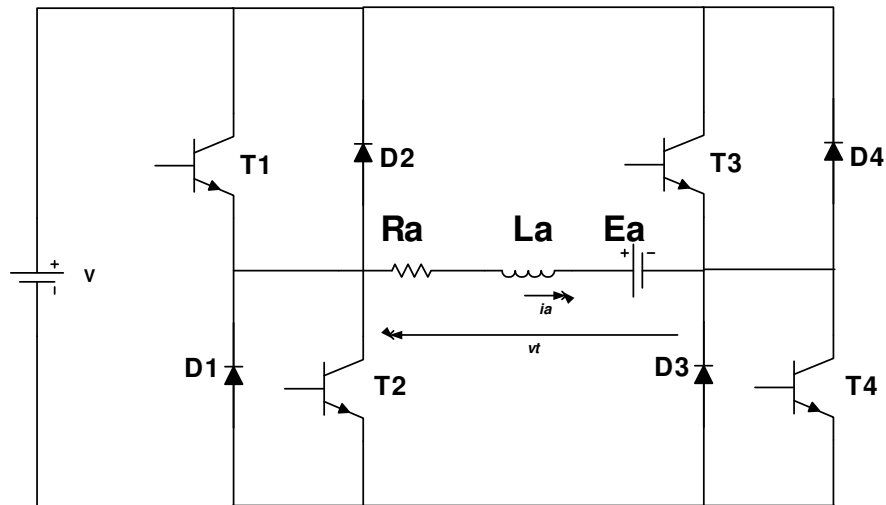 T1
D2
T3
D4
Ra
La
Ea
+
−
+
−
V
ia
vt
D1
T2
D3
T4